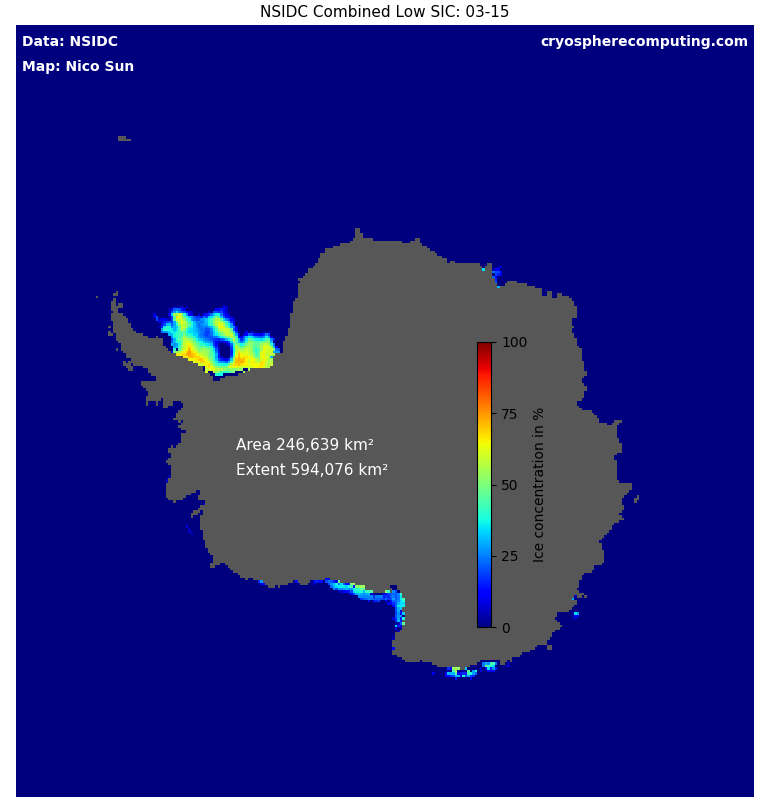 NSIDC Combined Low SIC: 03-15
Data: NSIDC
cryospherecomputing.com
Map: Nico Sun
100
75
50
25
0
Ice concentration in %
Area 246,639 km²
Extent 594,076 km²